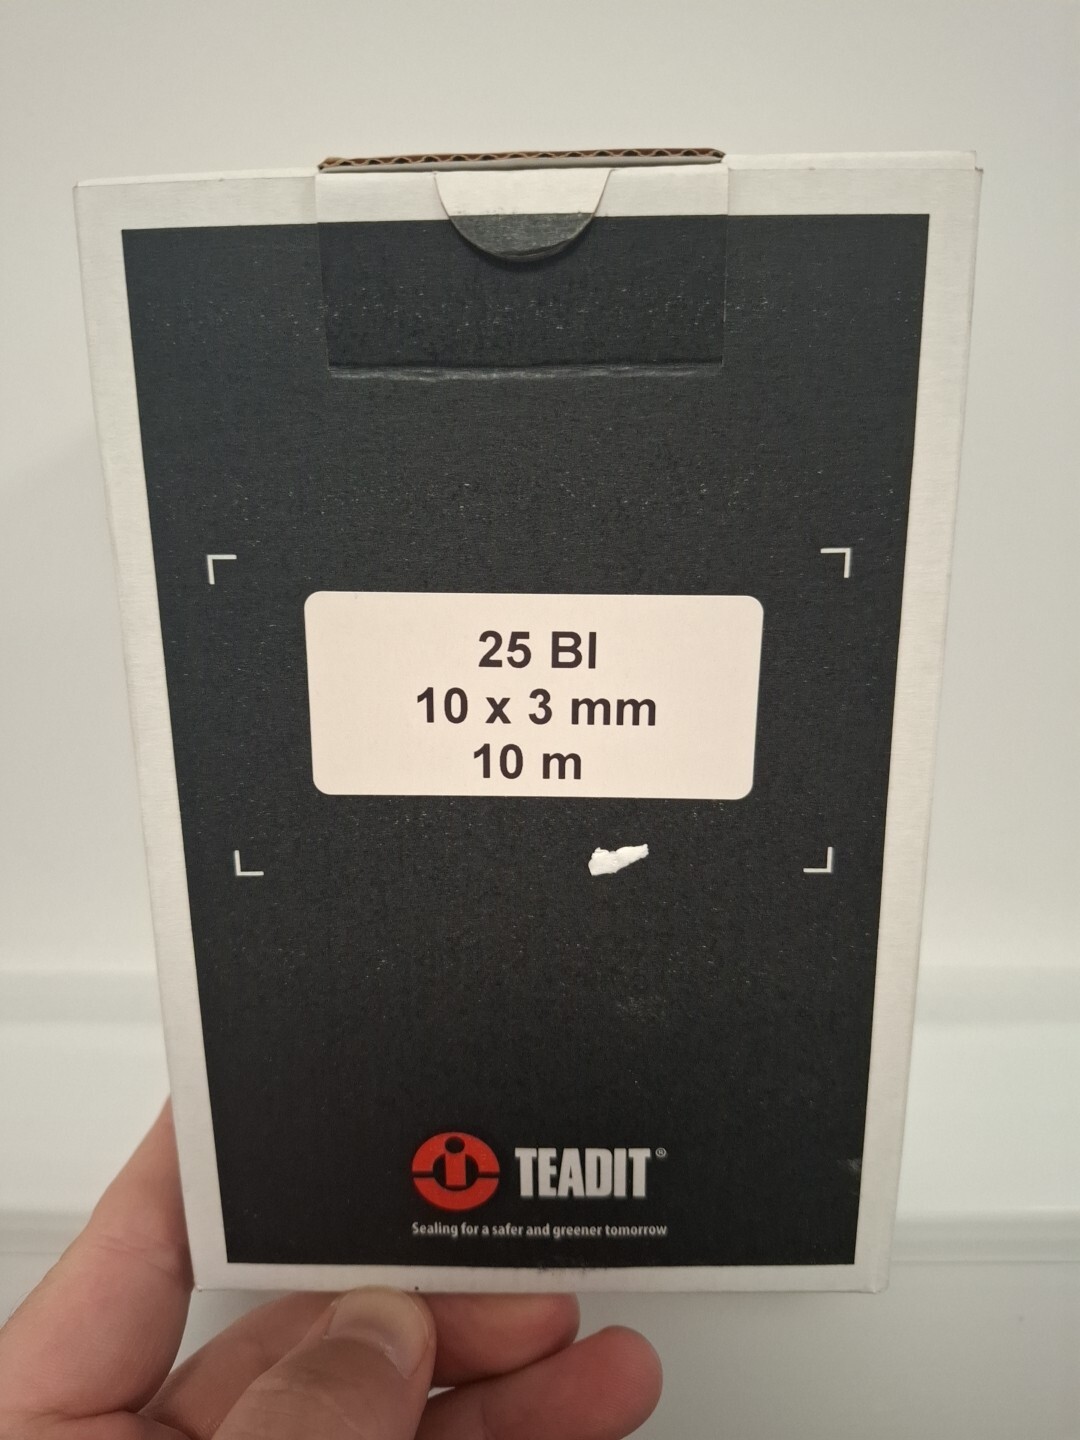 25 BI
10 x 3 mm
10 m
TEADIT®
Sealing for a safer and greener tomorrow